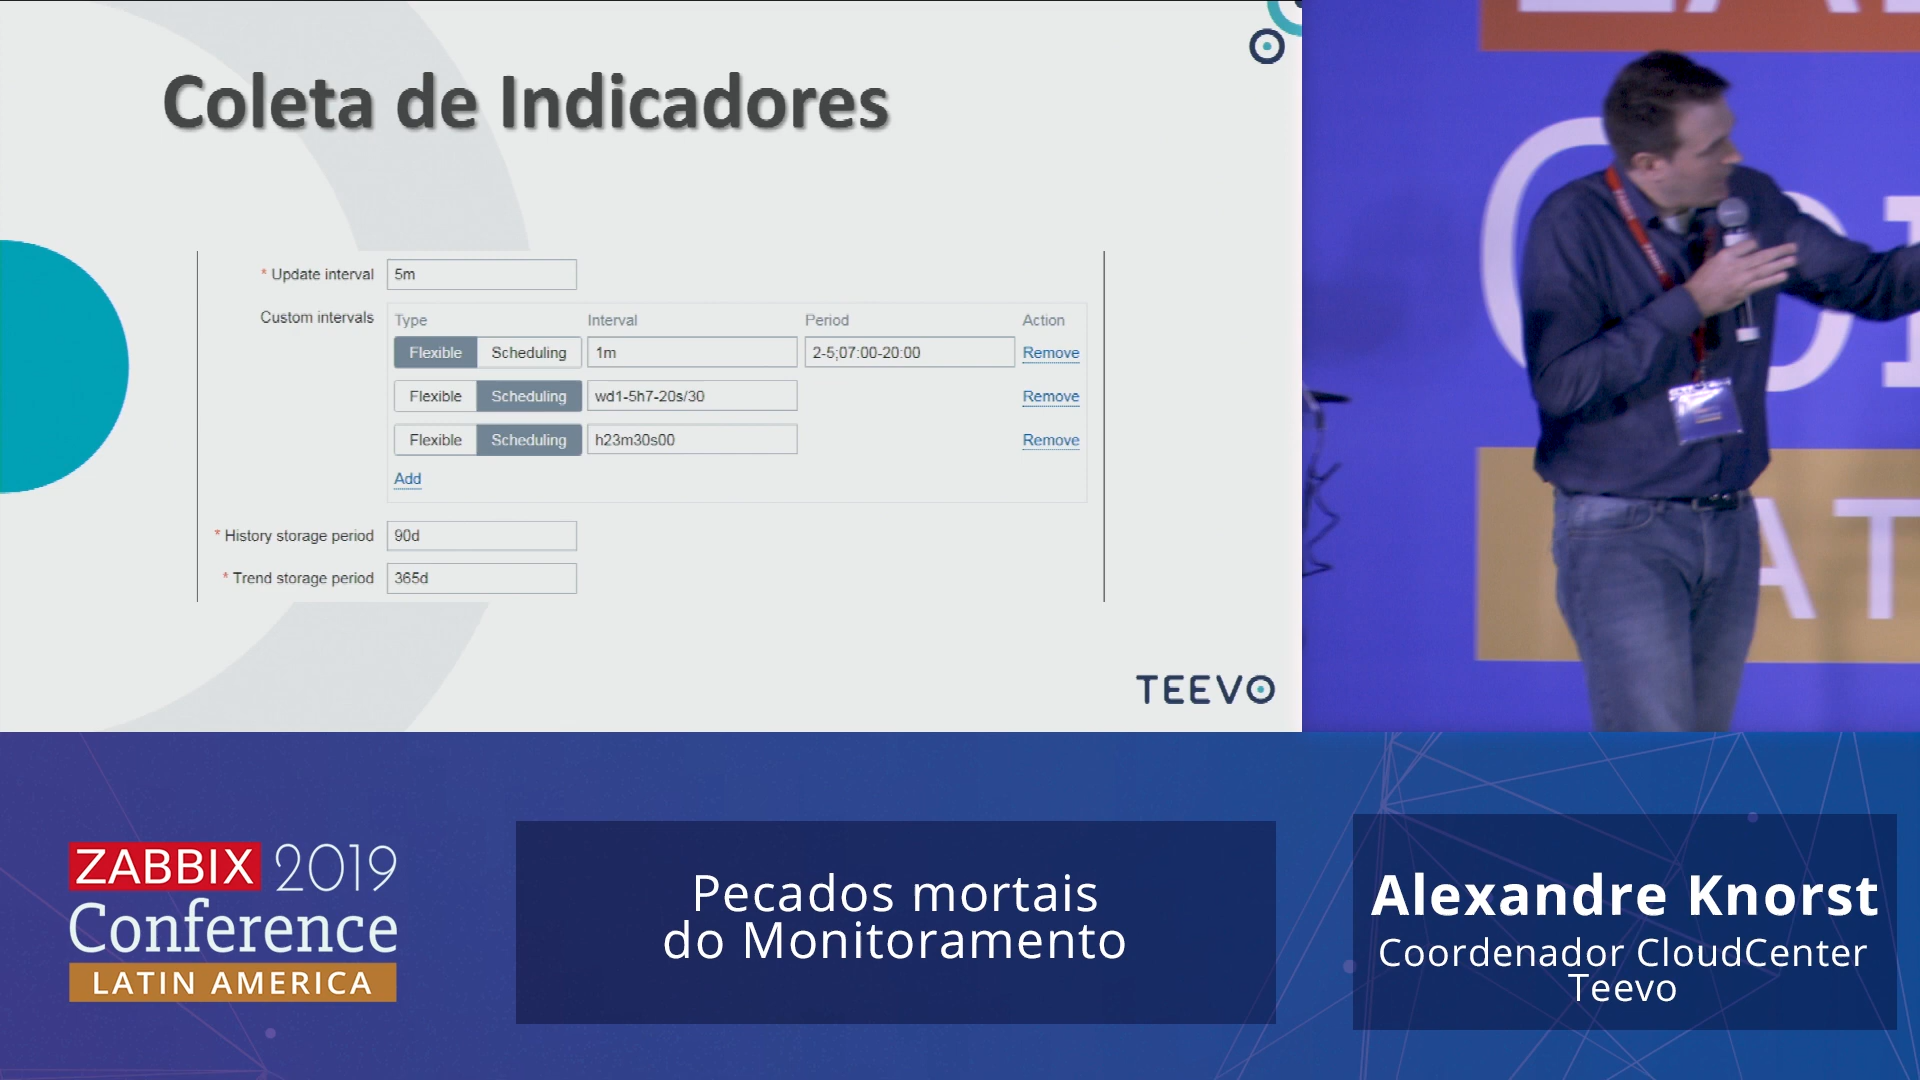 Coleta de Indicadores
* Update interval 5m
Custom intervals Type Interval Period Action
Flexible Scheduling 1m 2-5;07:00-20:00 Remove
Flexible Scheduling wd1-5h7-20s/30 Remove
Flexible Scheduling h23m30s00 Remove
Add
* History storage period 90d
* Trend storage period 365d
TEEVO
ZABBIX 2019
Conference
LATIN AMERICA
Pecados mortais
do Monitoramento
Alexandre Knorst
Coordenador CloudCenter
Teevo